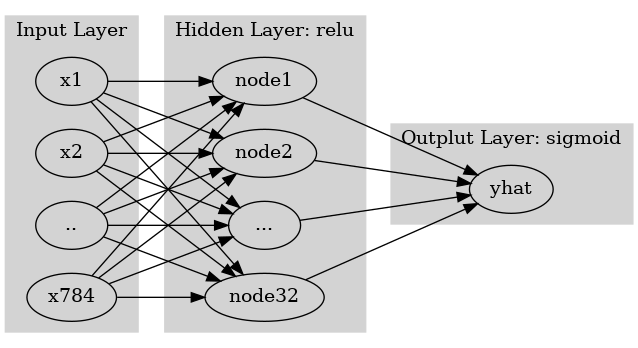 Input Layer
x1
x2
..
x784
Hidden Layer: relu
node1
node2
...
node32
Outplut Layer: sigmoid
yhat